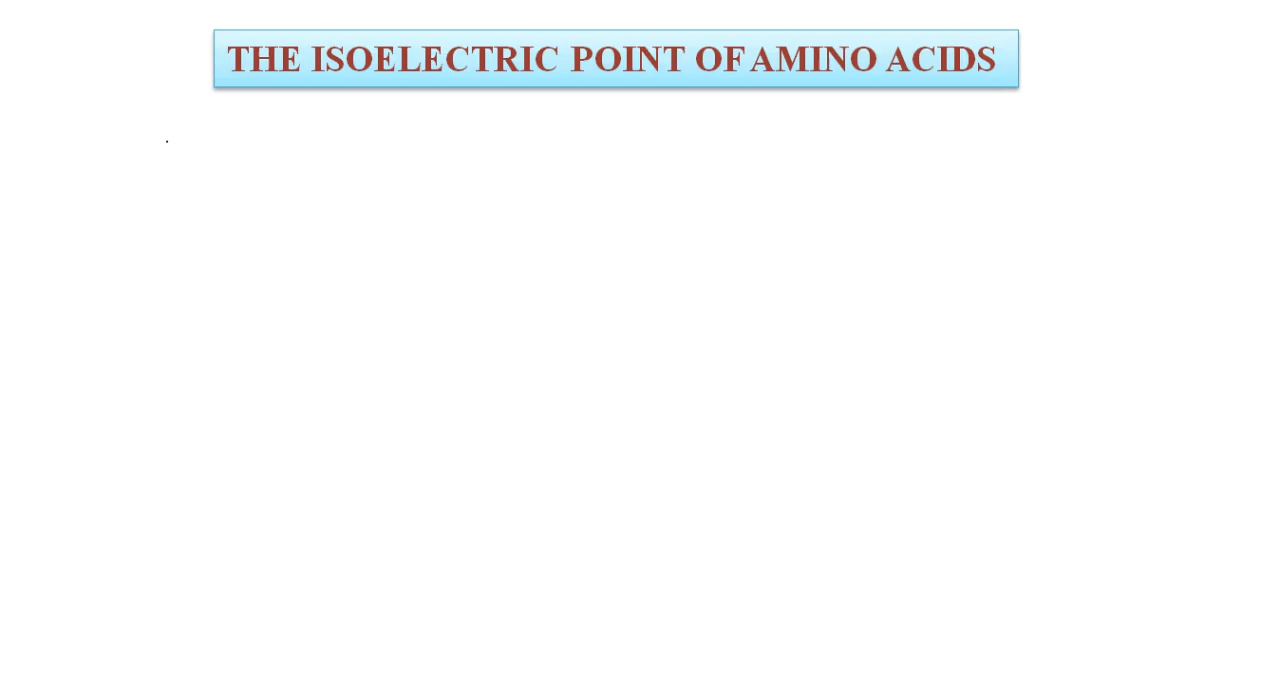 THE ISOELECTRIC POINT OF AMINO ACIDS
.